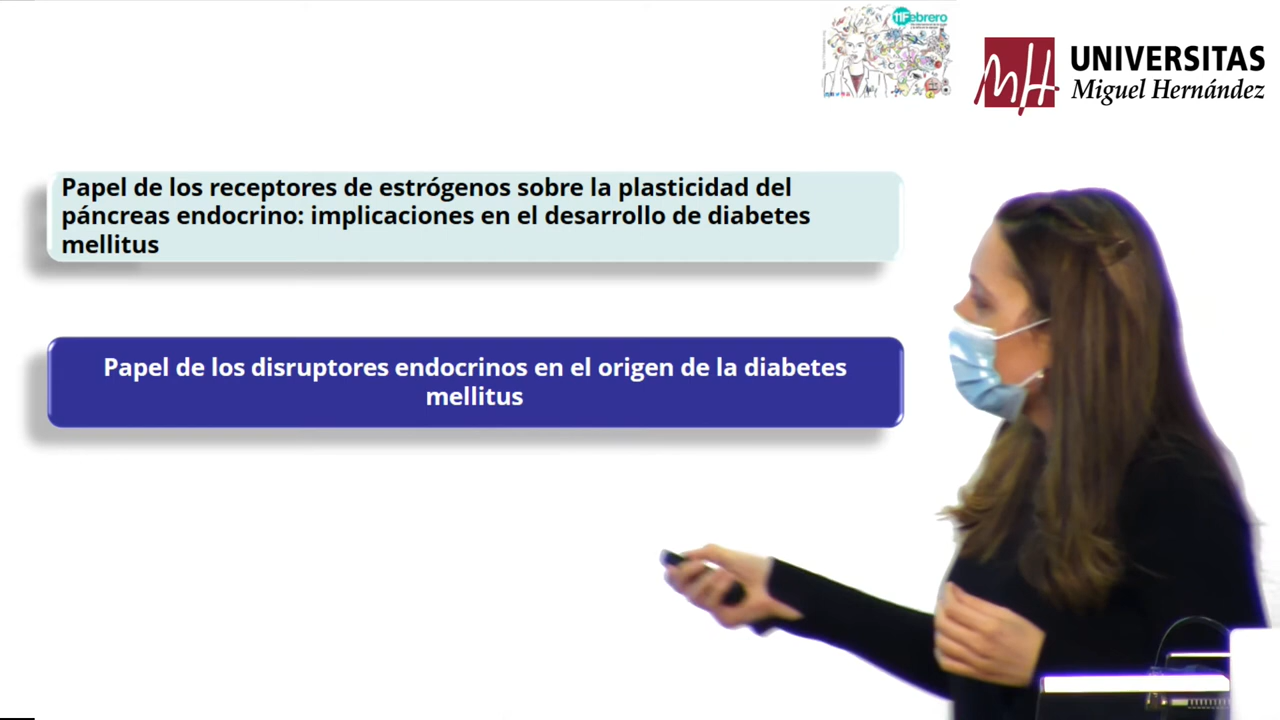 11Febrero
UNIVERSITAS
Miguel Hernández
Papel de los receptores de estrógenos sobre la plasticidad del
páncreas endocrino: implicaciones en el desarrollo de diabetes
mellitus
Papel de los disruptores endocrinos en el origen de la diabetes
mellitus